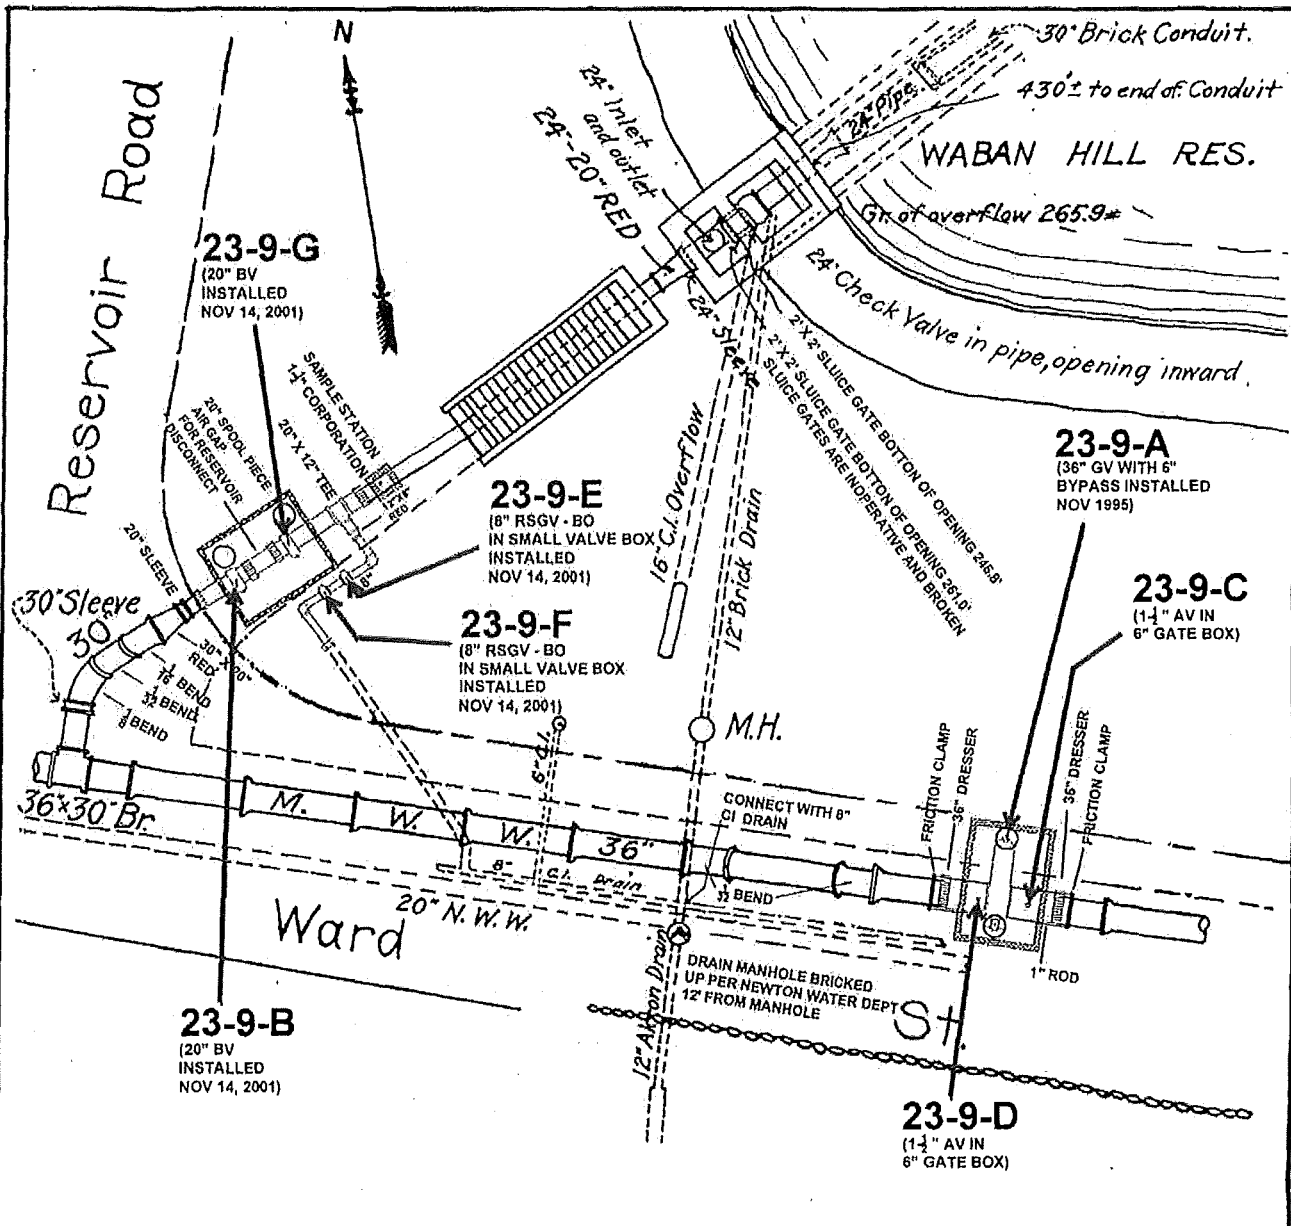 N
30" Brick Conduit.
430'± to end of Conduit
24" Pipe
WABAN HILL RES.
Gr. of overflow 265.9
24" Inlet
and outlet
24"-20" RED
Reservoir Road
23-9-G
(20" BV
INSTALLED
NOV 14, 2001)
24" Check Valve in pipe, opening inward.
24" Sleeve
2' X 2' SLUICE GATE BOTTOM OF OPENING 246.8'
2' X 2' SLUICE GATE BOTTOM OF OPENING 261.0'
SLUICE GATES ARE INOPERATIVE AND BROKEN
SAMPLE STATION
1½" CORPORATION
20" X 12" TEE
20" SPOOL PIECE
AIR GAP
FOR RESERVOIR
DISCONNECT
RED
20" SLEEVE
23-9-A
(36" GV WITH 6"
BYPASS INSTALLED
NOV 1995)
23-9-E
(8" RSGV - BO
IN SMALL VALVE BOX
INSTALLED
NOV 14, 2001)
8"
16" C.I. Overflow
12" Brick Drain
23-9-C
(1½" AV IN
6" GATE BOX)
23-9-F
(8" RSGV - BO
IN SMALL VALVE BOX
INSTALLED
NOV 14, 2001)
30" Sleeve
30"
30" X 20"
RED
1/16 BEND
1/32 BEND
1/8 BEND
M.H.
6" C.I.
FRICTION CLAMP
36" DRESSER
36" DRESSER
FRICTION CLAMP
36"x30" Br.
M. W. W. 36"
CONNECT WITH 8"
CI DRAIN
1/32 BEND
8" C.I. Drain
20" N. W. W.
Ward St.
1" ROD
DRAIN MANHOLE BRICKED
UP PER NEWTON WATER DEPT
12' FROM MANHOLE
12" Akron Drain
23-9-B
(20" BV
INSTALLED
NOV 14, 2001)
23-9-D
(1½" AV IN
6" GATE BOX)